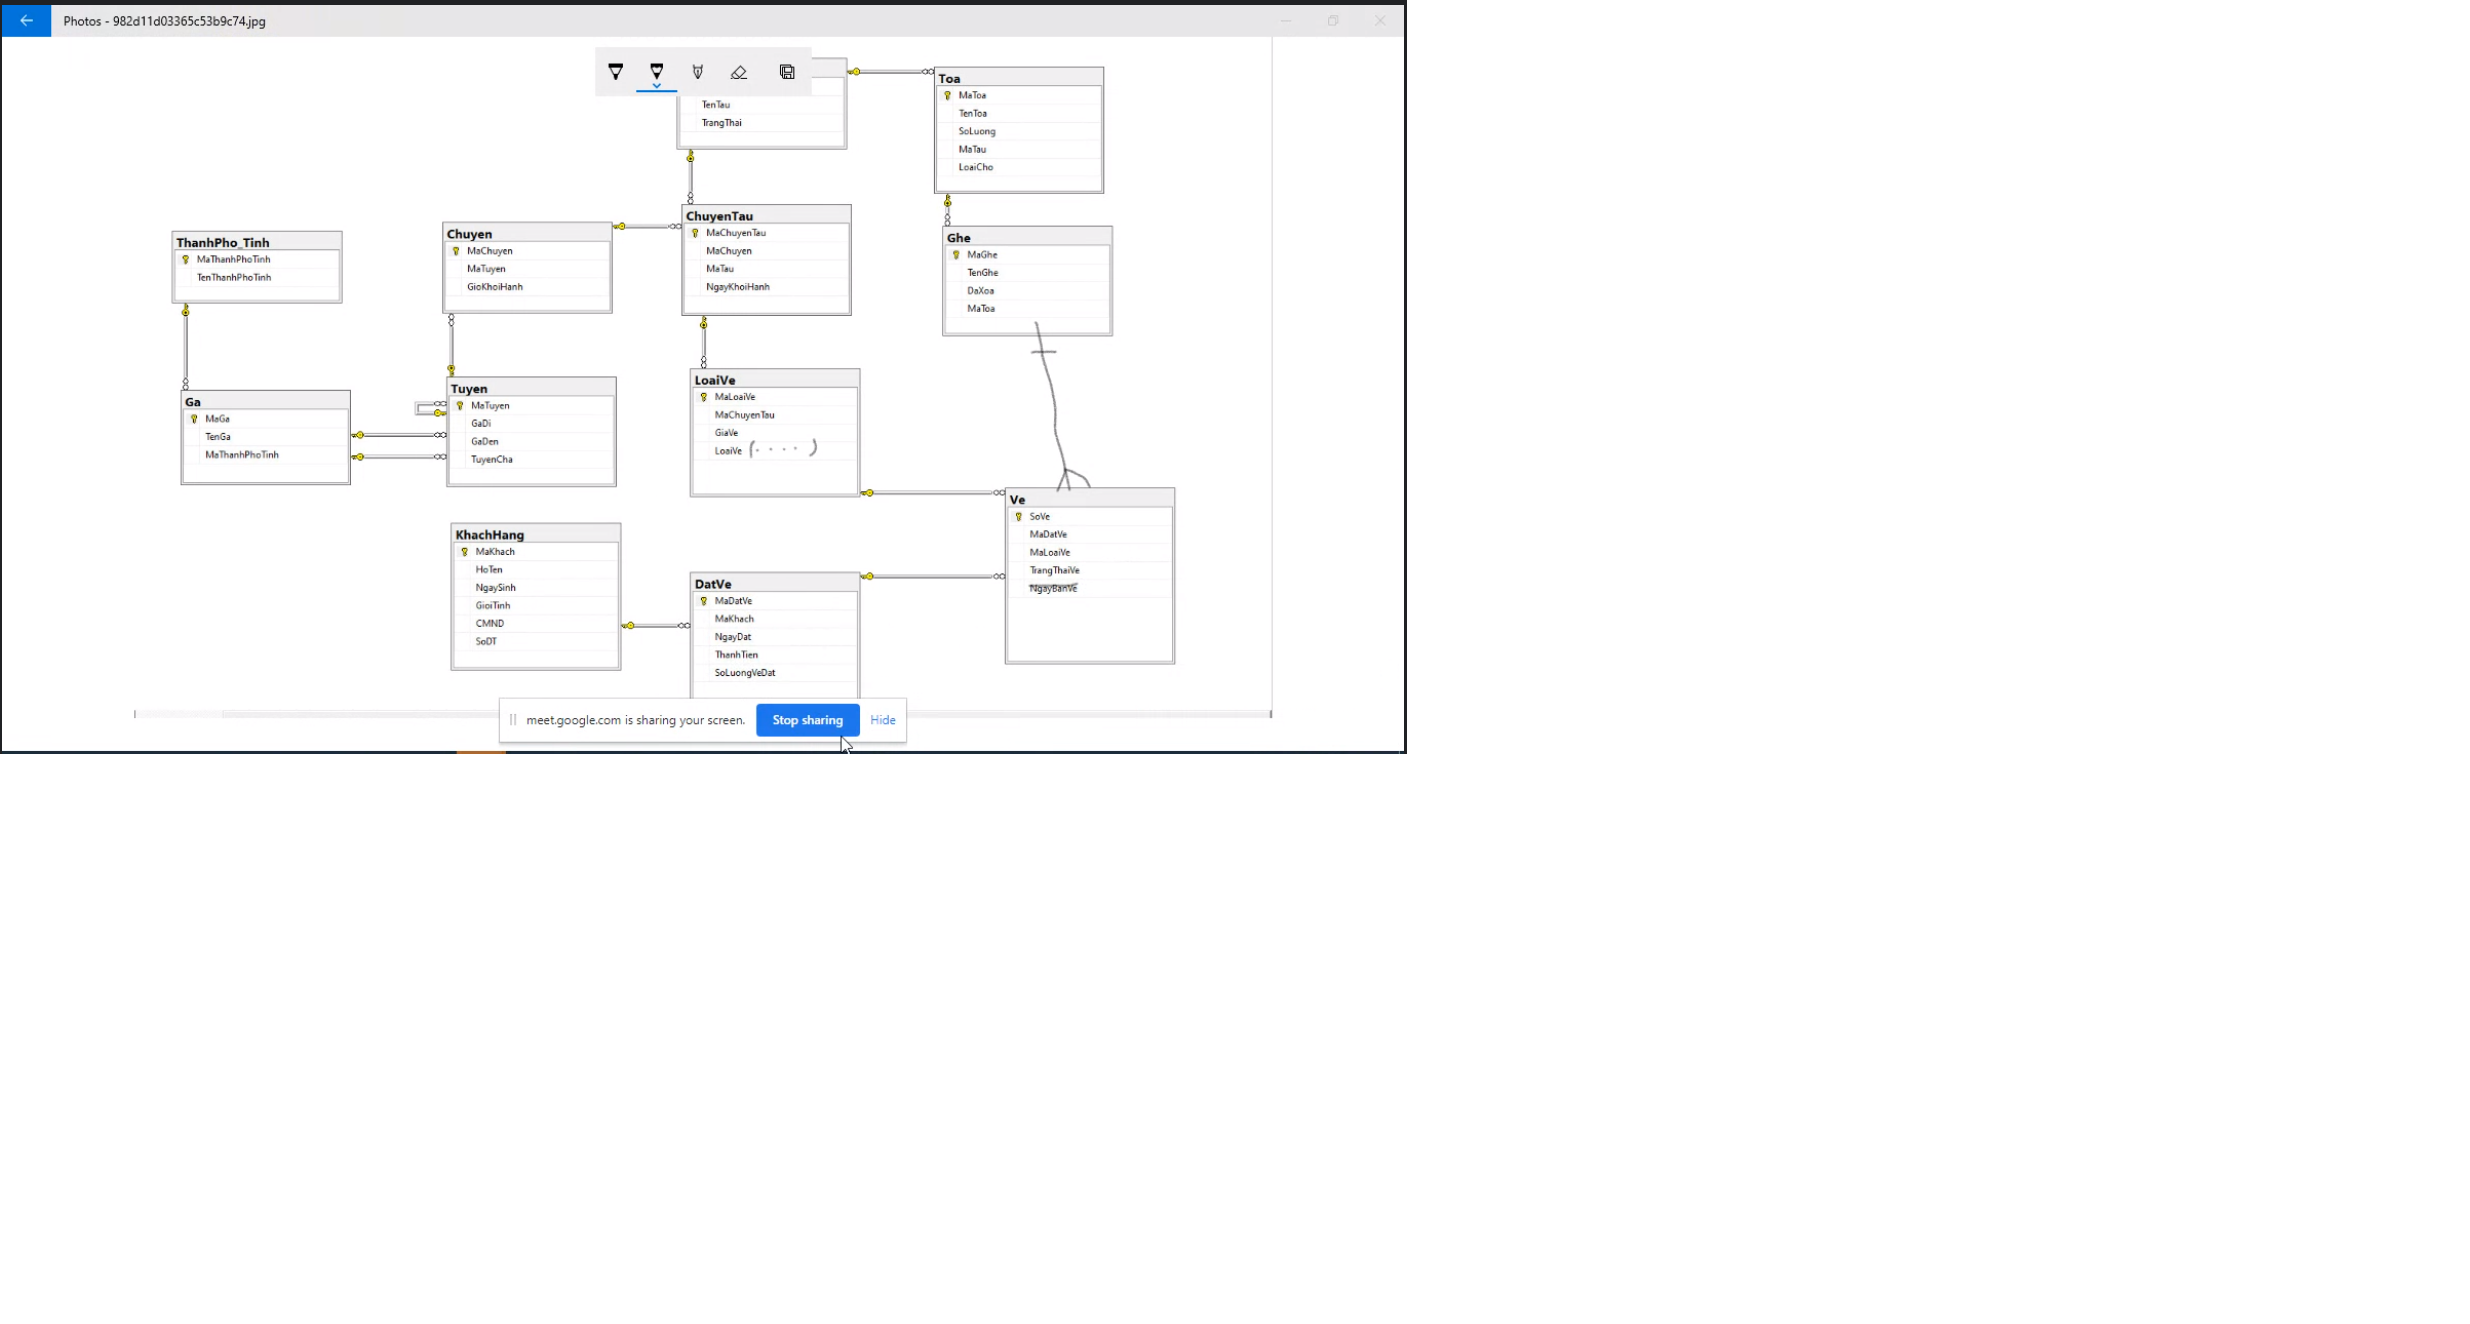 Photos - 982d11d03365c53b9c74.jpg
TenTau
TrangThai
Toa
MaToa
TenToa
SoLuong
MaTau
LoaiCho
ThanhPho_Tinh
MaThanhPhoTinh
TenThanhPhoTinh
Chuyen
MaChuyen
MaTuyen
GioKhoiHanh
ChuyenTau
MaChuyenTau
MaChuyen
MaTau
NgayKhoiHanh
Ghe
MaGhe
TenGhe
DaXoa
MaToa
Ga
MaGa
TenGa
MaThanhPhoTinh
Tuyen
MaTuyen
GaDi
GaDen
TuyenCha
LoaiVe
MaLoaiVe
MaChuyenTau
GiaVe
LoaiVe (....)
KhachHang
MaKhach
HoTen
NgaySinh
GioiTinh
CMND
SoDT
DatVe
MaDatVe
MaKhach
NgayDat
ThanhTien
SoLuongVeDat
Ve
SoVe
MaDatVe
MaLoaiVe
TrangThaiVe
NgayBanVe
meet.google.com is sharing your screen.
Stop sharing
Hide